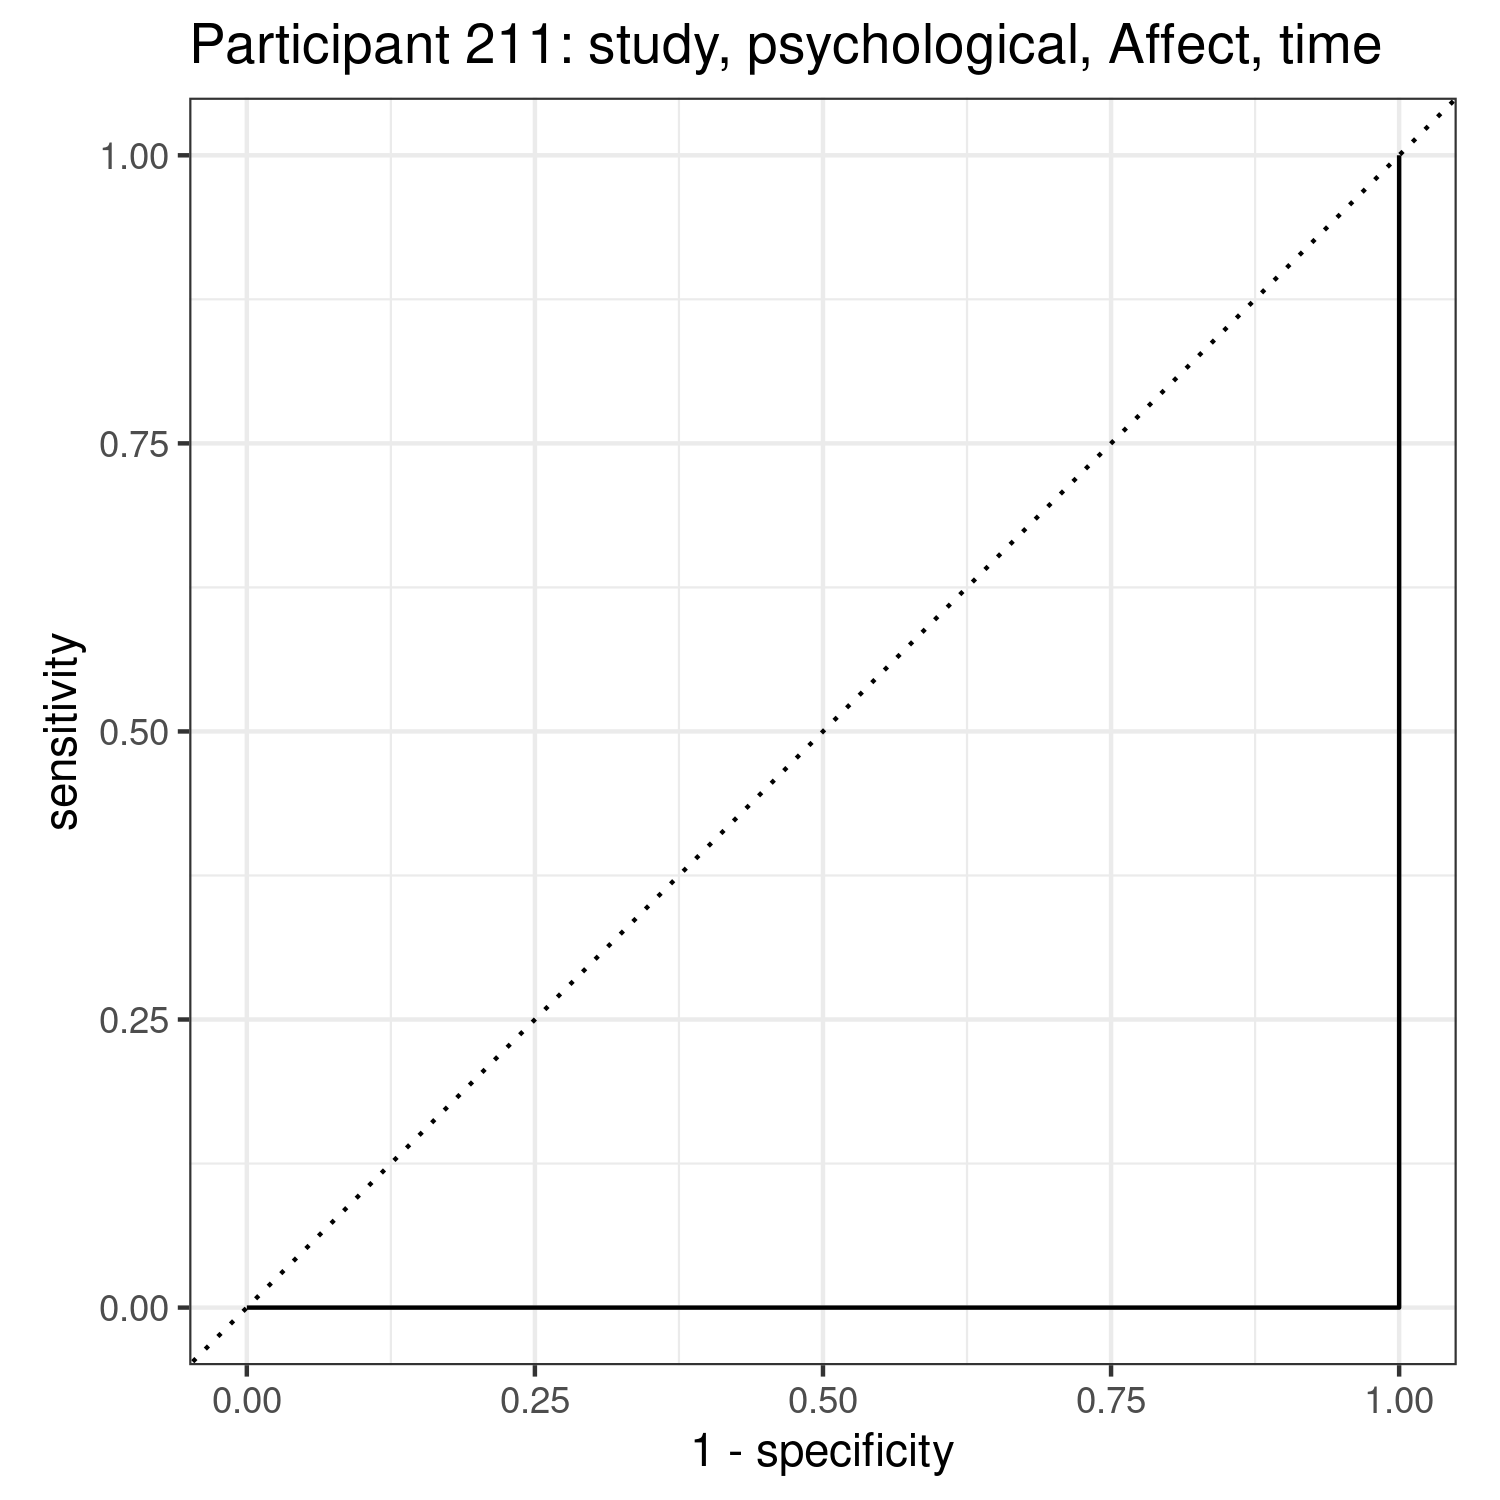 Participant 211: study, psychological, Affect, time
1.00
0.75
0.50
0.25
0.00
sensitivity
0.00 0.25 0.50 0.75 1.00
1 - specificity